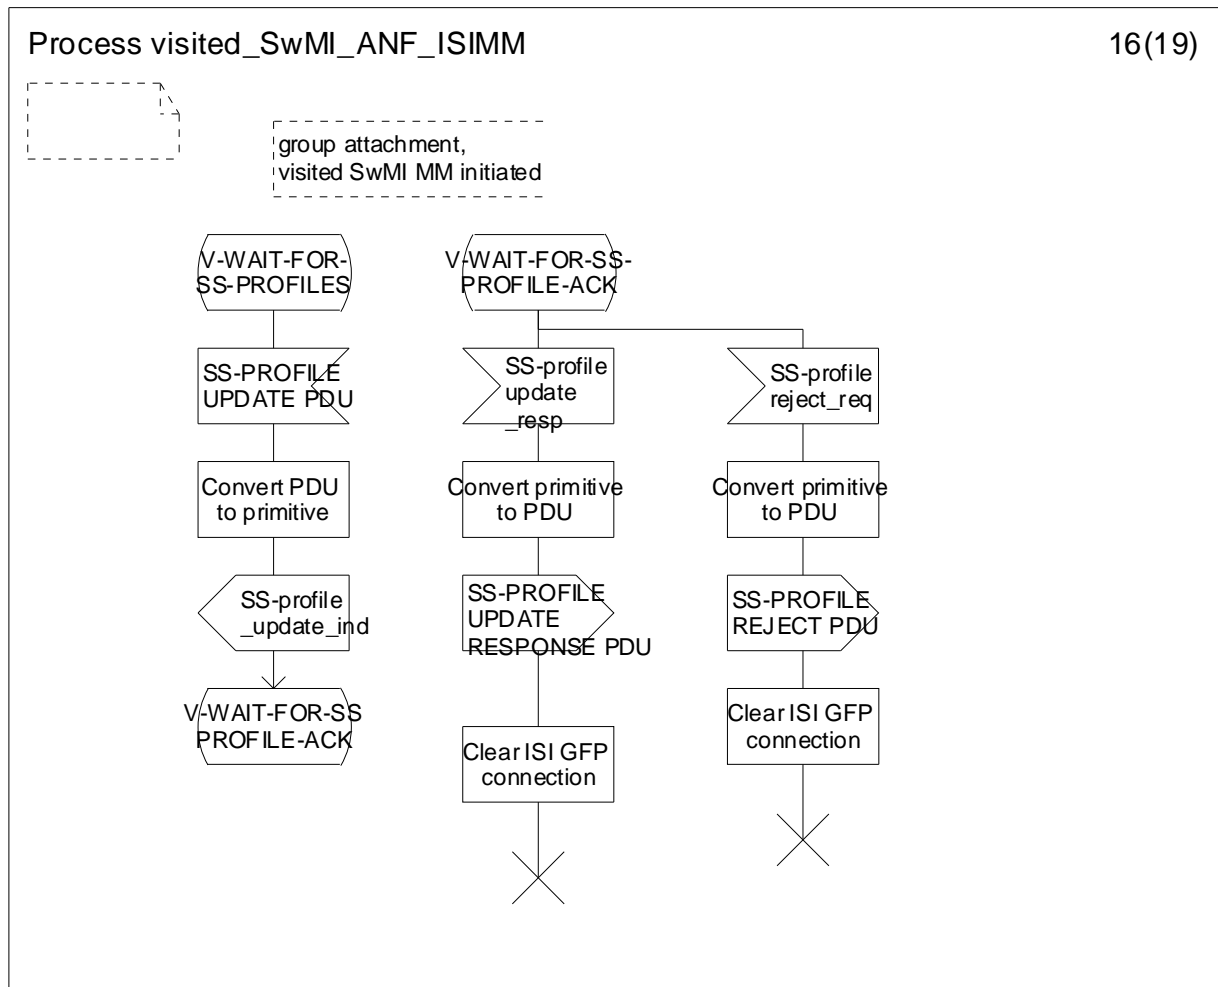 Process visited_SwMI_ANF_ISIMM
16(19)
group attachment,
visited SwMI MM initiated
V-WAIT-FOR-
SS-PROFILES
SS-PROFILE
UPDATE PDU
Convert PDU
to primitive
SS-profile
_update_ind
V-WAIT-FOR-SS
PROFILE-ACK
V-WAIT-FOR-SS-
PROFILE-ACK
SS-profile
update
_resp
Convert primitive
to PDU
SS-PROFILE
UPDATE
RESPONSE PDU
Clear ISI GFP
connection
SS-profile
reject_req
Convert primitive
to PDU
SS-PROFILE
REJECT PDU
Clear ISI GFP
connection